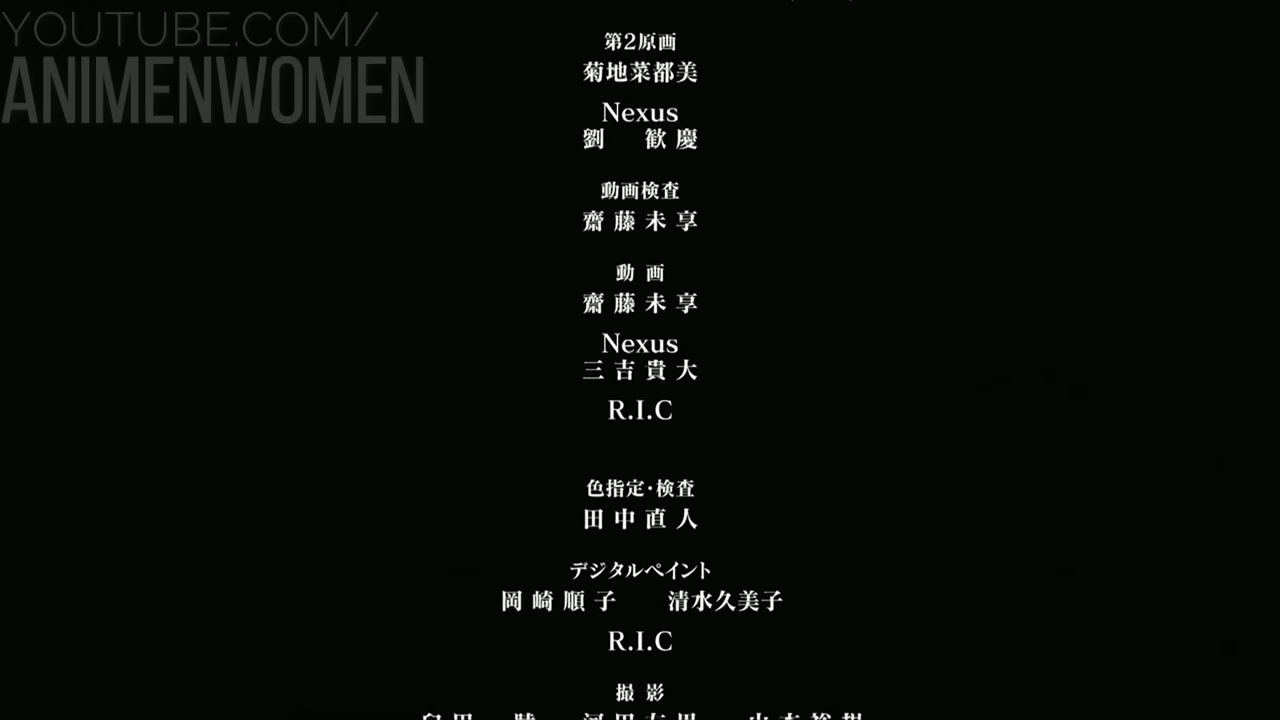 YOUTUBE.COM/
ANIMENWOMEN
第2原画
菊地菜都美
Nexus
劉 歓慶
動画検査
齋藤未享
動 画
齋藤未享
Nexus
三吉貴大
R.I.C
色指定・検査
田中直人
デジタルペイント
岡崎順子 清水久美子
R.I.C
撮 影